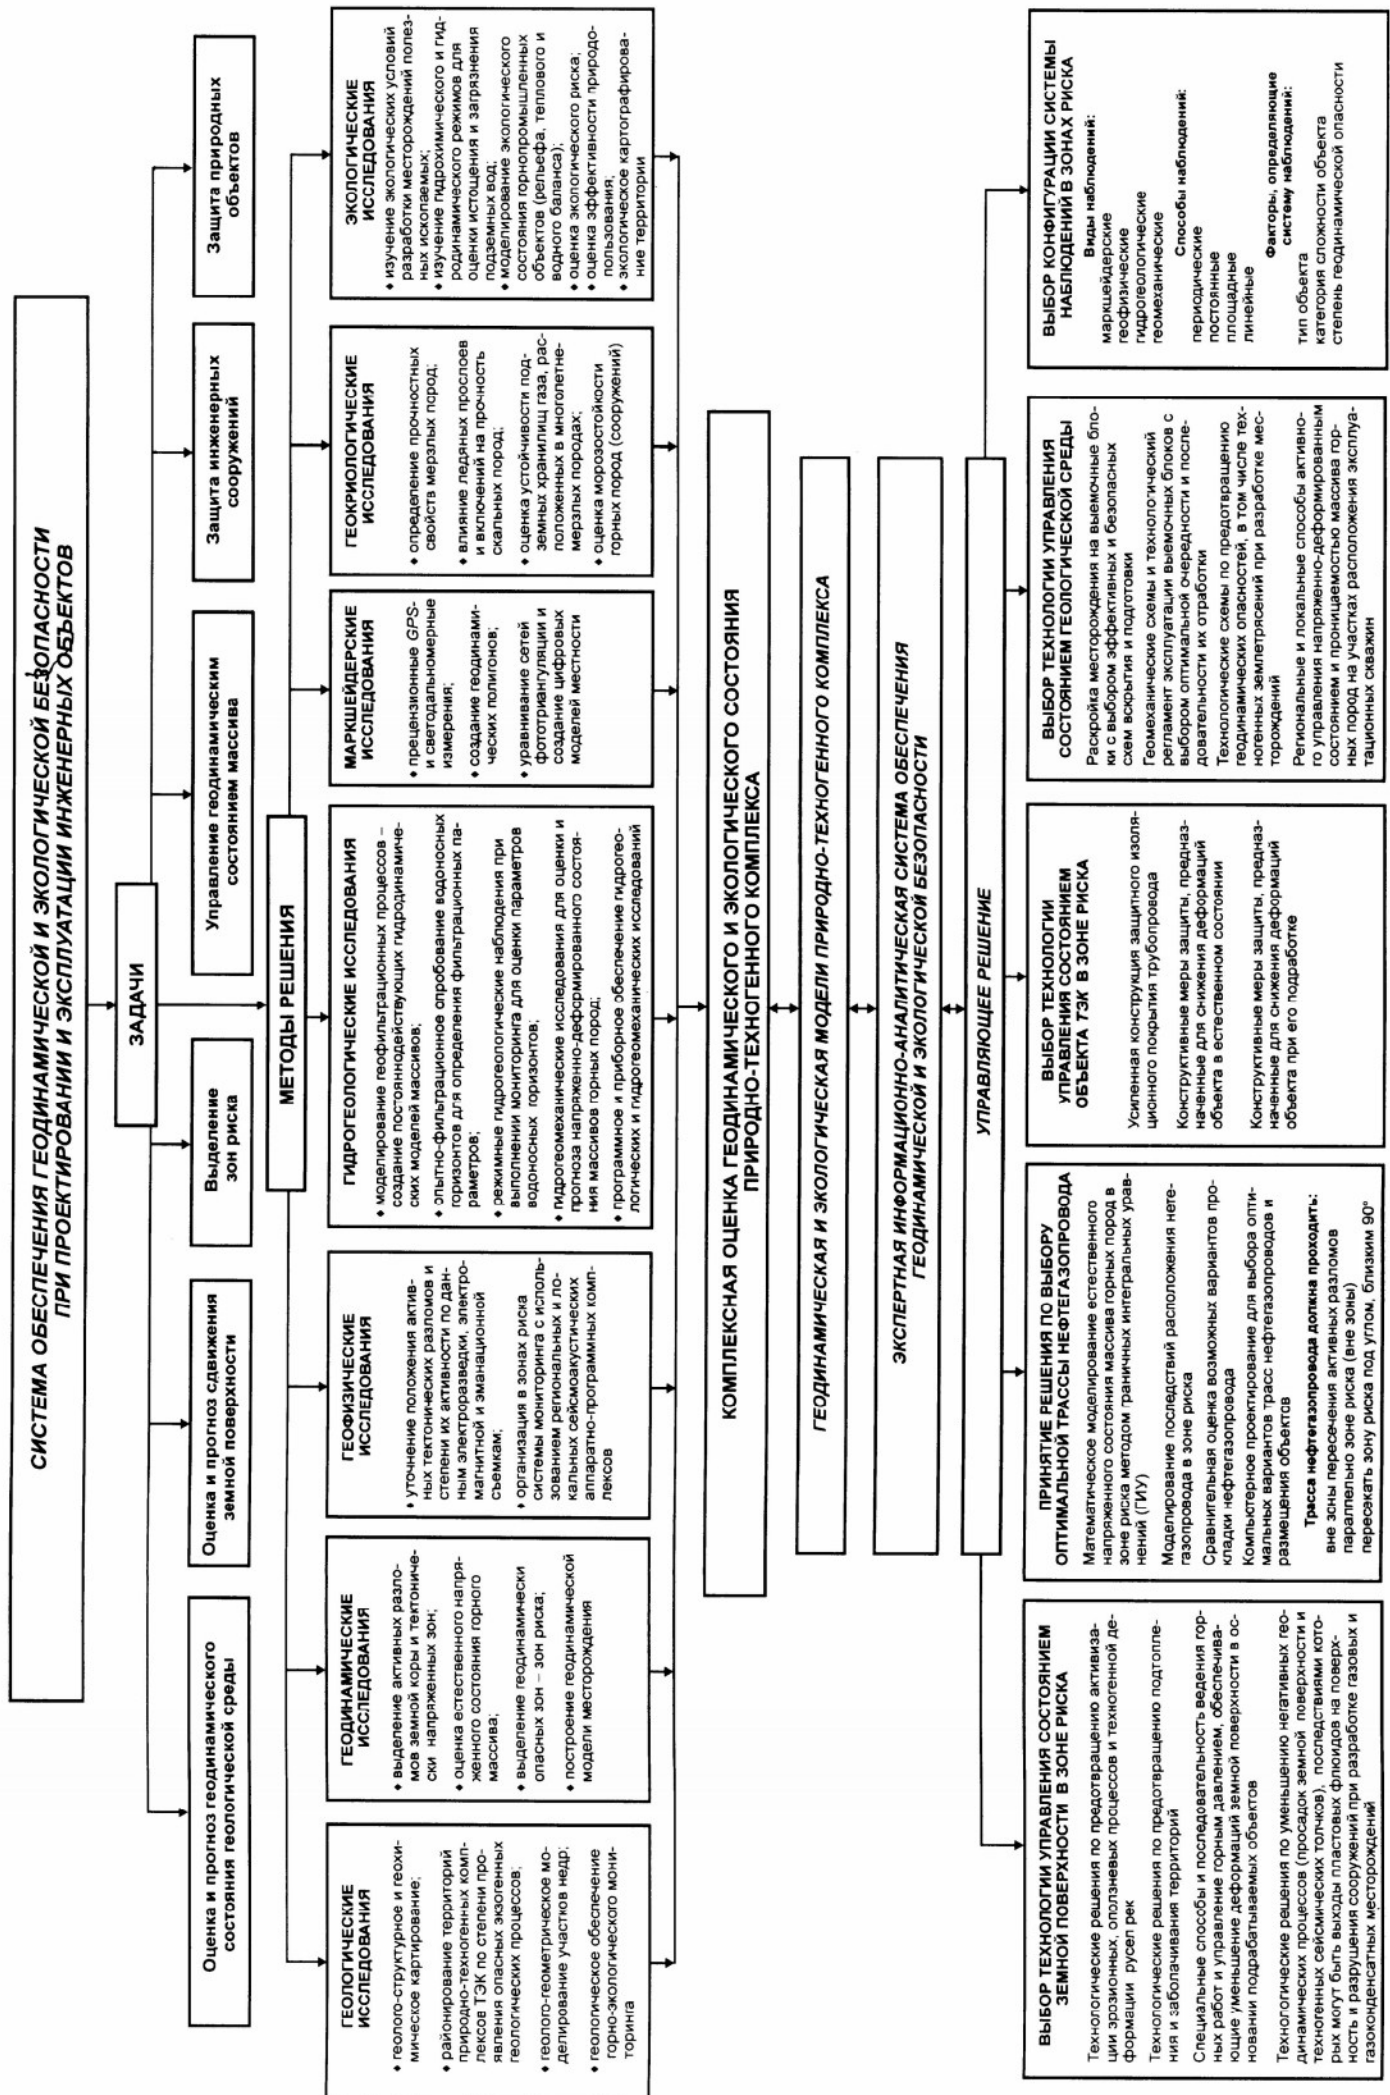 СИСТЕМА ОБЕСПЕЧЕНИЯ ГЕОДИНАМИЧЕСКОЙ И ЭКОЛОГИЧЕСКОЙ БЕЗОПАСНОСТИ
ПРИ ПРОЕКТИРОВАНИИ И ЭКСПЛУАТАЦИИ ИНЖЕНЕРНЫХ ОБЪЕКТОВ
ЗАДАЧИ
Оценка и прогноз геодинамического
состояния геологической среды
Оценка и прогноз сдвижения
земной поверхности
Выделение
зон риска
Управление геодинамическим
состоянием массива
Защита инженерных
сооружений
Защита природных
объектов
МЕТОДЫ РЕШЕНИЯ
ГЕОЛОГИЧЕСКИЕ
ИССЛЕДОВАНИЯ
♦ геолого-структурное и геохи-
мическое картирование;
♦ районирование территорий
природно-техногенных комп-
лексов ТЭК по степени про-
явления опасных экзогенных
геологических процессов;
♦ геолого-геометрическое мо-
делирование участков недр;
♦ геологическое обеспечение
горно-экологического мони-
торинга
ГЕОДИНАМИЧЕСКИЕ
ИССЛЕДОВАНИЯ
♦ выделение активных разло-
мов земной коры и тектониче-
ски напряженных зон;
♦ оценка естественного напря-
женного состояния горного
массива;
♦ выделение геодинамически
опасных зон – зон риска;
♦ построение геодинамической
модели месторождения
ГЕОФИЗИЧЕСКИЕ
ИССЛЕДОВАНИЯ
♦ уточнение положения актив-
ных тектонических разломов и
степени их активности по дан-
ным электроразведки, электро-
магнитной и эманационной
съемкам;
♦ организация в зонах риска
системы мониторинга с исполь-
зованием региональных и ло-
кальных сейсмоакустических
аппаратно-программных комп-
лексов
ГИДРОГЕОЛОГИЧЕСКИЕ ИССЛЕДОВАНИЯ
♦ моделирование геофильтрационных процессов –
создание постояннодействующих гидродинамиче-
ских моделей массивов;
♦ опытно-фильтрационное опробование водоносных
горизонтов для определения фильтрационных па-
раметров;
♦ режимные гидрогеологические наблюдения при
выполнении мониторинга для оценки параметров
водоносных горизонтов;
♦ гидрогеомеханические исследования для оценки и
прогноза напряженно-деформированного состоя-
ния массивов горных пород;
♦ программное и приборное обеспечение гидрогео-
логических и гидрогеомеханических исследований
МАРКШЕЙДЕРСКИЕ
ИССЛЕДОВАНИЯ
♦ прецензионные GPS-
и светодальномерные
измерения;
♦ создание геодинами-
ческих полигонов;
♦ уравнивание сетей
фототриангуляции и
создание цифровых
моделей местности
ГЕОКРИОЛОГИЧЕСКИЕ
ИССЛЕДОВАНИЯ
♦ определение прочностных
свойств мерзлых пород;
♦ влияние ледяных прослоев
и включений на прочность
скальных пород;
♦ оценка устойчивости под-
земных хранилищ газа, рас-
положенных в многолетне-
мерзлых породах;
♦ оценка морозостойкости
горных пород (сооружений)
ЭКОЛОГИЧЕСКИЕ
ИССЛЕДОВАНИЯ
♦ изучение экологических условий
разработки месторождений полез-
ных ископаемых;
♦ изучение гидрохимического и гид-
родинамического режимов для
оценки истощения и загрязнения
подземных вод;
♦ моделирование экологического
состояния горнопромышленных
объектов (рельефа, теплового и
водного баланса);
♦ оценка экологического риска;
♦ оценка эффективности природо-
пользования;
♦ экологическое картографирова-
ние территории
КОМПЛЕКСНАЯ ОЦЕНКА ГЕОДИНАМИЧЕСКОГО И ЭКОЛОГИЧЕСКОГО СОСТОЯНИЯ
ПРИРОДНО-ТЕХНОГЕННОГО КОМПЛЕКСА
ГЕОДИНАМИЧЕСКАЯ И ЭКОЛОГИЧЕСКАЯ МОДЕЛИ ПРИРОДНО-ТЕХНОГЕННОГО КОМПЛЕКСА
ЭКСПЕРТНАЯ ИНФОРМАЦИОННО-АНАЛИТИЧЕСКАЯ СИСТЕМА ОБЕСПЕЧЕНИЯ
ГЕОДИНАМИЧЕСКОЙ И ЭКОЛОГИЧЕСКОЙ БЕЗОПАСНОСТИ
УПРАВЛЯЮЩЕЕ РЕШЕНИЕ
ВЫБОР ТЕХНОЛОГИИ УПРАВЛЕНИЯ СОСТОЯНИЕМ
ЗЕМНОЙ ПОВЕРХНОСТИ В ЗОНЕ РИСКА
Технологические решения по предотвращению активиза-
ции эрозионных, оползневых процессов и техногенной де-
формации русел рек
Технологические решения по предотвращению подтопле-
ния и заболачивания территорий
Специальные способы и последовательность ведения гор-
ных работ и управление горным давлением, обеспечиваю-
щие уменьшение деформаций земной поверхности в ос-
новании подрабатываемых объектов
Технологические решения по уменьшению негативных гео-
динамических процессов (просадок земной поверхности и
техногенных сейсмических толчков), последствиями кото-
рых могут быть выходы пластовых флюидов на поверх-
ность и разрушения сооружений при разработке газовых и
газоконденсатных месторождений
ПРИНЯТИЕ РЕШЕНИЯ ПО ВЫБОРУ
ОПТИМАЛЬНОЙ ТРАССЫ НЕФТЕГАЗОПРОВОДА
Математическое моделирование естественного
напряженного состояния массива горных пород в
зоне риска методом граничных интегральных урав-
нений (ГИУ)
Моделирование последствий расположения нефте-
газопровода в зоне риска
Сравнительная оценка возможных вариантов про-
кладки нефтегазопровода
Компьютерное проектирование для выбора опти-
мальных вариантов трасс нефтегазопроводов и
размещения объектов
Трасса нефтегазопровода должна проходить:
вне зоны пересечения активных разломов
параллельно зоне риска (вне зоны)
пересекать зону риска под углом, близким 90°
ВЫБОР ТЕХНОЛОГИИ
УПРАВЛЕНИЯ СОСТОЯНИЕМ
ОБЪЕКТА ТЭК В ЗОНЕ РИСКА
Усиленная конструкция защитного изоля-
ционного покрытия трубопровода
Конструктивные меры защиты, предназ-
наченные для снижения деформаций
объекта в естественном состоянии
Конструктивные меры защиты, предназ-
наченные для снижения деформаций
объекта при его подработке
ВЫБОР ТЕХНОЛОГИИ УПРАВЛЕНИЯ
СОСТОЯНИЕМ ГЕОЛОГИЧЕСКОЙ СРЕДЫ
Раскройка месторождения на выемочные бло-
ки с выбором эффективных и безопасных
схем вскрытия и подготовки
Геомеханические схемы и технологический
регламент эксплуатации выемочных блоков с
выбором оптимальной очередности и после-
довательности их отработки
Технологические схемы по предотвращению
геодинамических опасностей, в том числе тех-
ногенных землетрясений при разработке мес-
торождений
Региональные и локальные способы активно-
го управления напряженно-деформированным
состоянием и проницаемостью массива гор-
ных пород на участках расположения эксплуа-
тационных скважин
ВЫБОР КОНФИГУРАЦИИ СИСТЕМЫ
НАБЛЮДЕНИЙ В ЗОНАХ РИСКА
Виды наблюдений:
маркшейдерские
геофизические
гидрогеологические
геомеханические
Способы наблюдений:
периодические
постоянные
площадные
линейные
Факторы, определяющие
систему наблюдений:
тип объекта
категория сложности объекта
степень геодинамической опасности